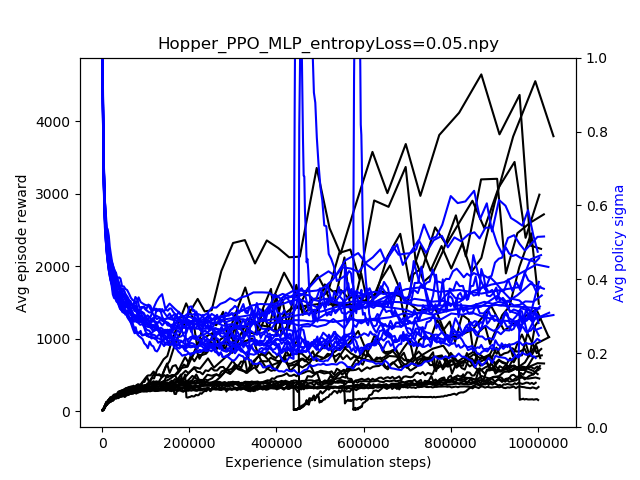 Hopper_PPO_MLP_entropyLoss=0.05.npy
4000
3000
2000
1000
0
Avg episode reward
1.0
0.8
0.6
0.4
0.2
0.0
Avg policy sigma
0 200000 400000 600000 800000 1000000
Experience (simulation steps)